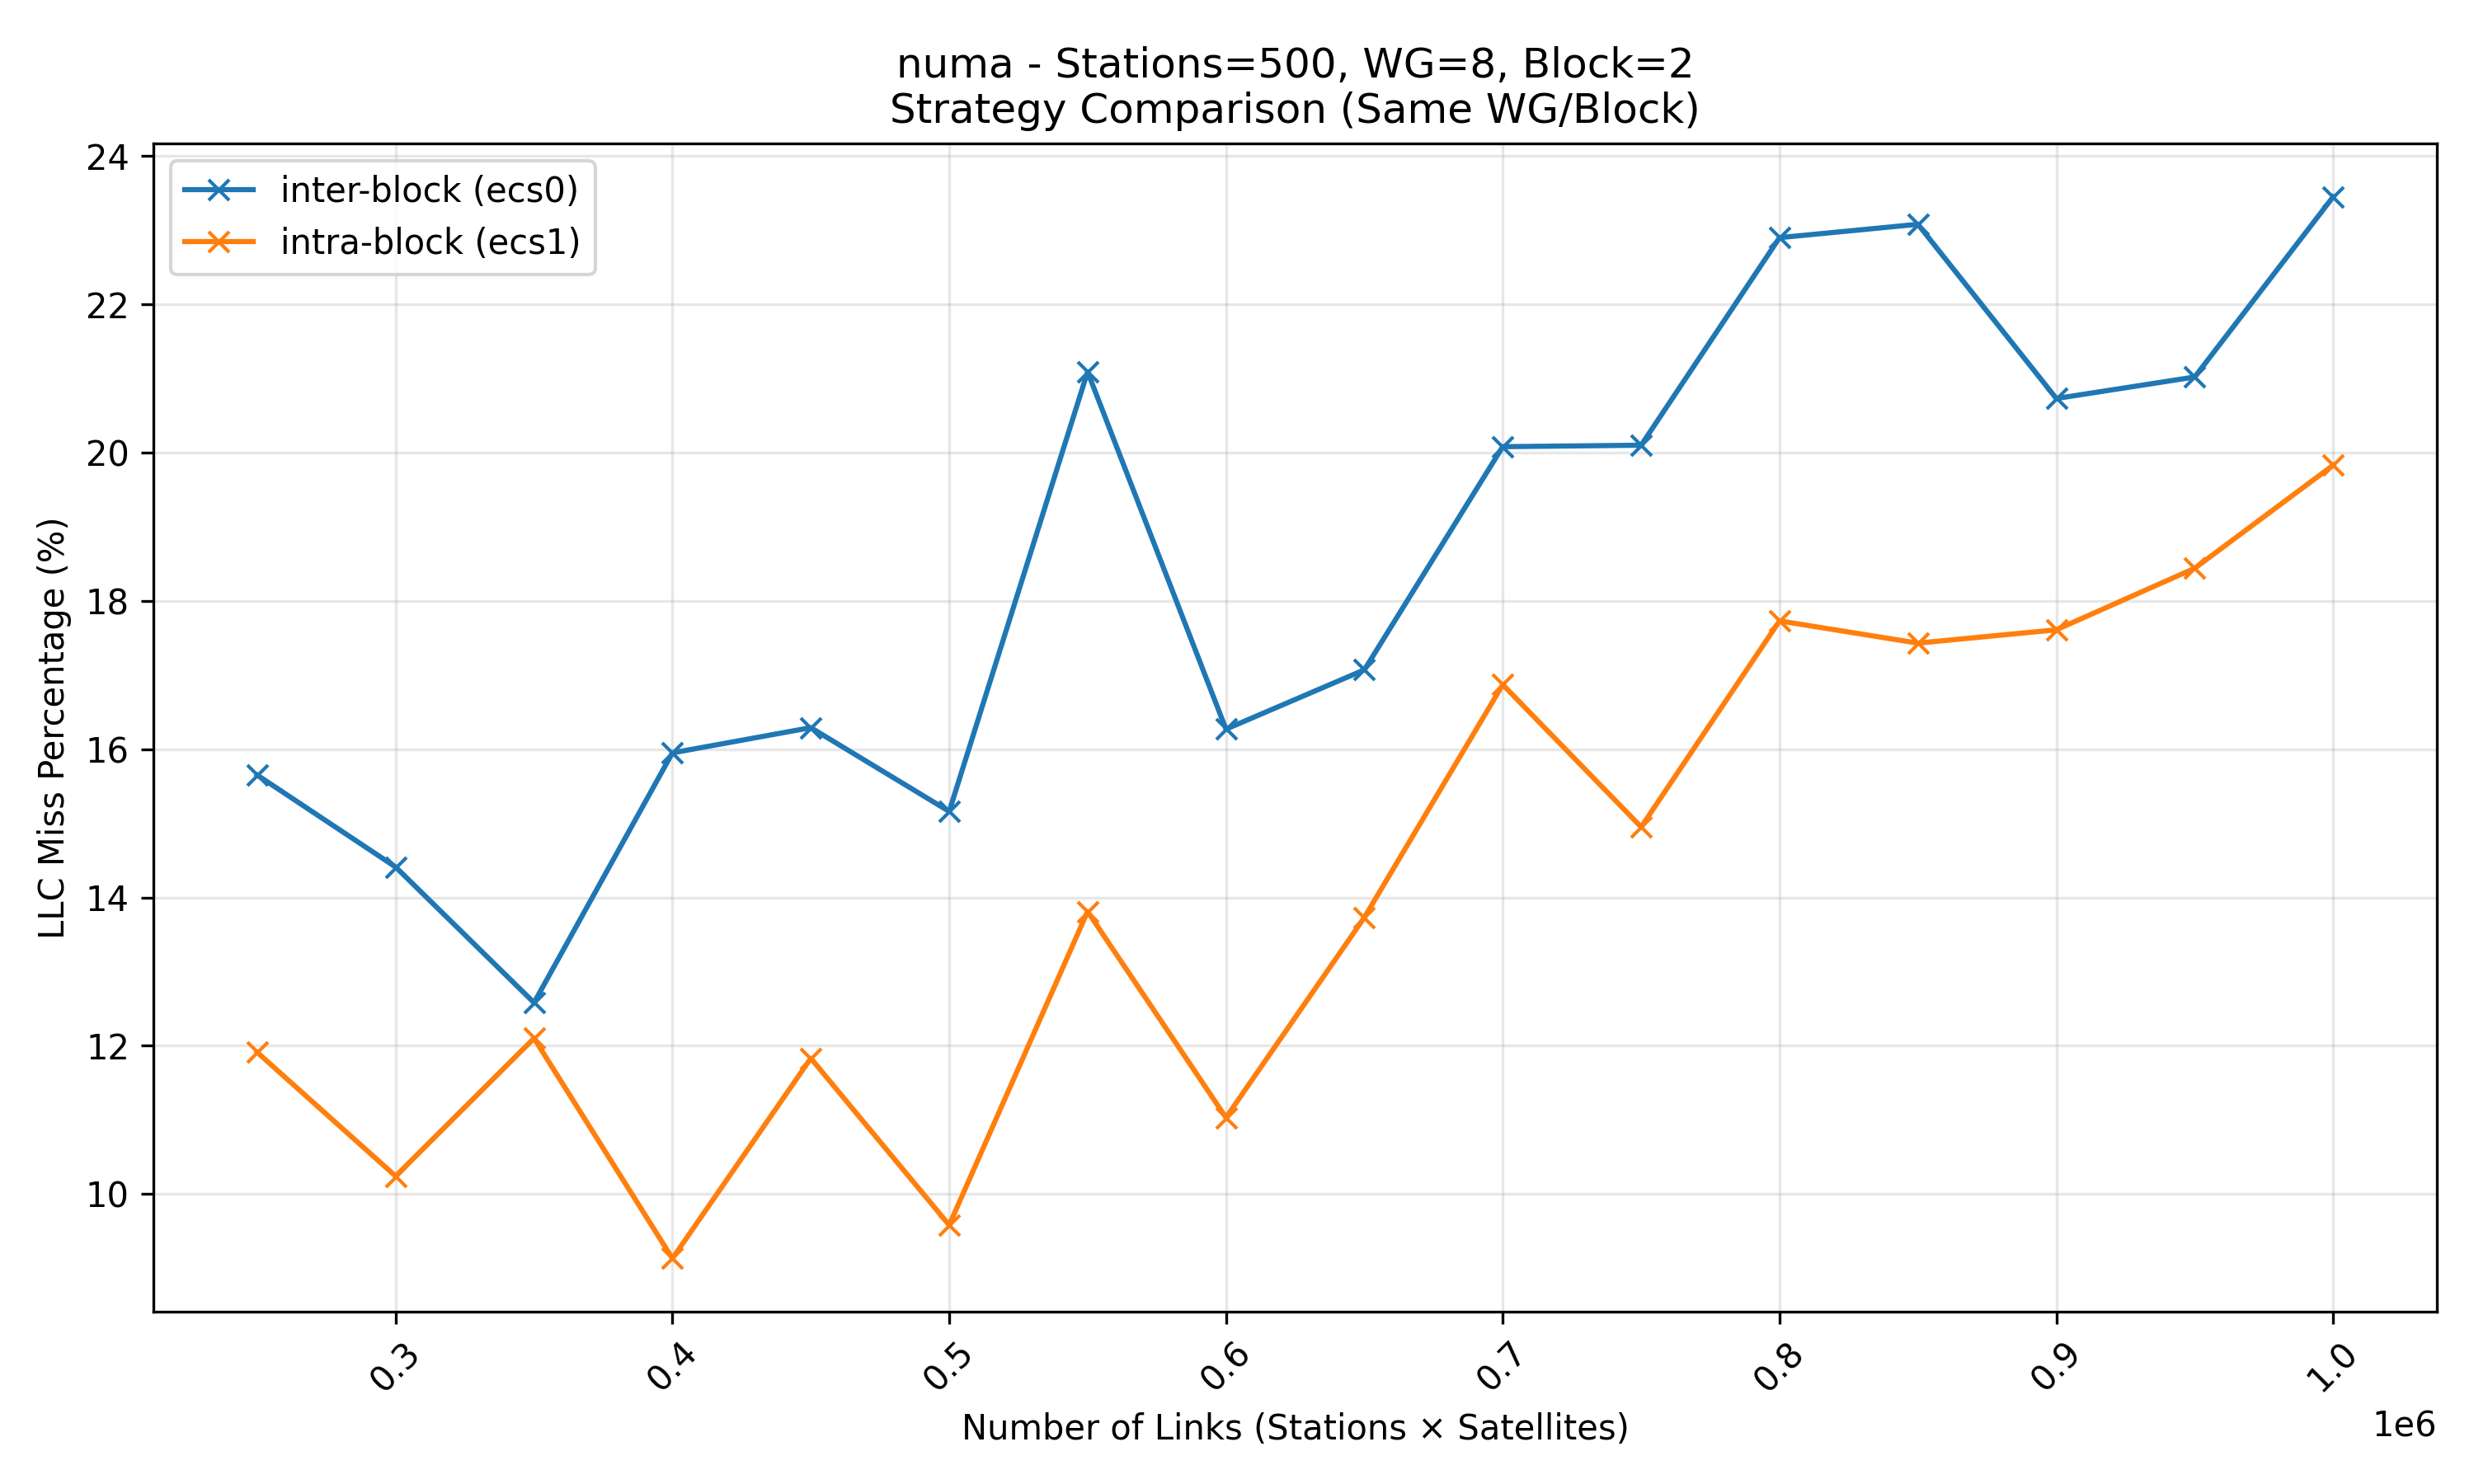 numa - Stations=500, WG=8, Block=2
Strategy Comparison (Same WG/Block)
inter-block (ecs0)
intra-block (ecs1)
LLC Miss Percentage (%)
24
22
20
18
16
14
12
10
0.3
0.4
0.5
0.6
0.7
0.8
0.9
1.0
1e6
Number of Links (Stations × Satellites)